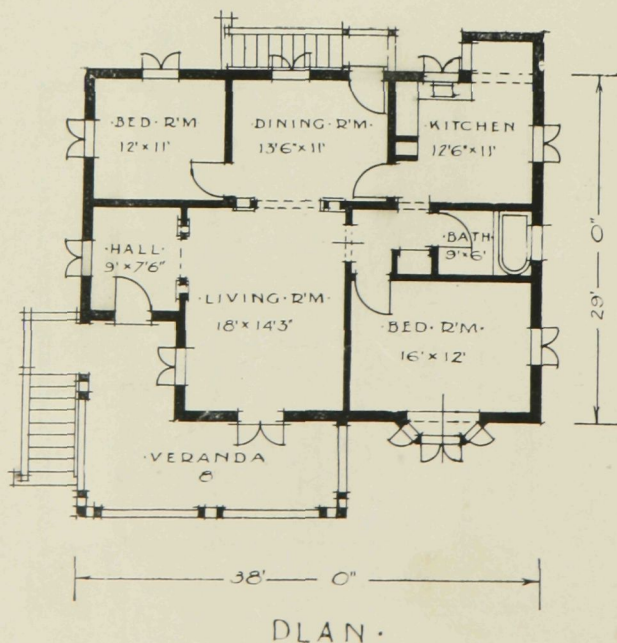 ·BED·R'M
12'×11'
·DINING·R'M·
13'6"×11'
·KITCHEN
12'6"×11'
·HALL·
9'×7'6"
·BATH·
9'×6'
·LIVING·R'M·
18'×14'3"
·BED·R'M·
16'×12'
·VERANDA
8
29' 0"
38' 0"
PLAN·